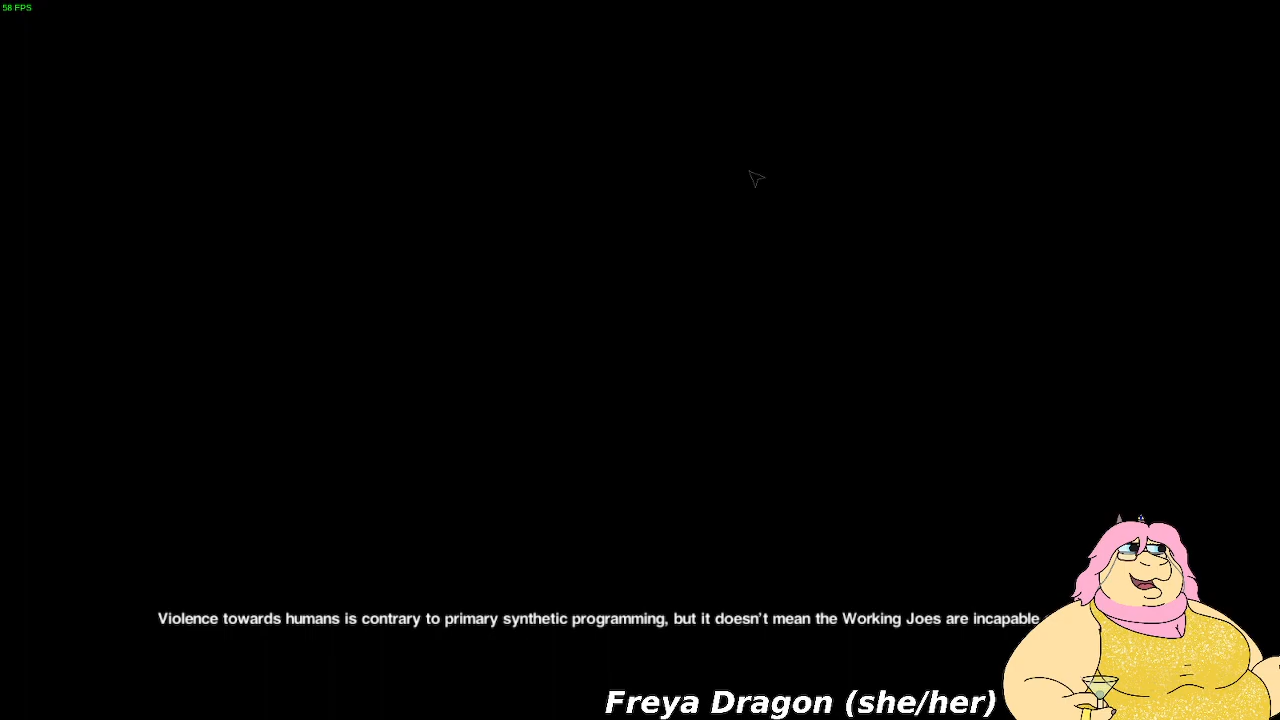 58 FPS
Violence towards humans is contrary to primary synthetic programming, but it doesn't mean the Working Joes are incapable
Freya Dragon (she/her)